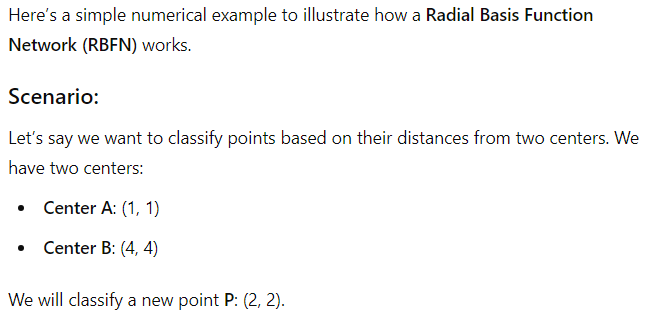 Here's a simple numerical example to illustrate how a Radial Basis Function
Network (RBFN) works.
Scenario:
Let's say we want to classify points based on their distances from two centers. We
have two centers:
• Center A: (1, 1)
• Center B: (4, 4)
We will classify a new point P: (2, 2).